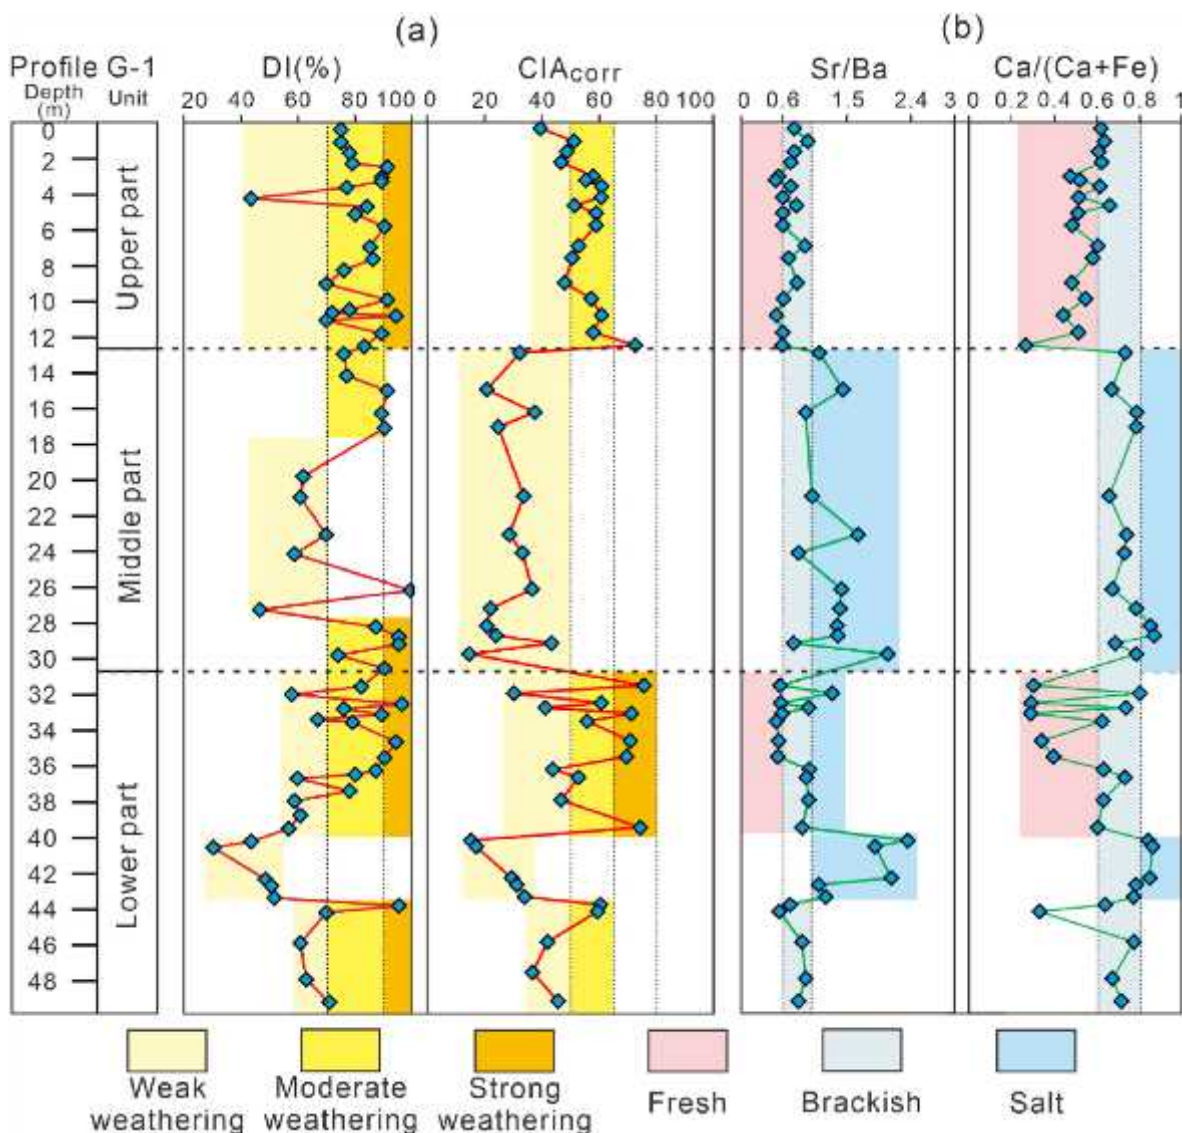 (a) (b)
Profile G-1 DI(%) CIAcorr Sr/Ba Ca/(Ca+Fe)
Depth (m) Unit
20 40 60 80 100 0 20 40 60 80 100 0 0.6 1.5 2.4 3 0 0.2 0.4 0.6 0.8 1
0
2
4
6
8
10
12
14
16
18
20
22
24
26
28
30
32
34
36
38
40
42
44
46
48
Upper part
Middle part
Lower part
Weak weathering
Moderate weathering
Strong weathering
Fresh
Brackish
Salt